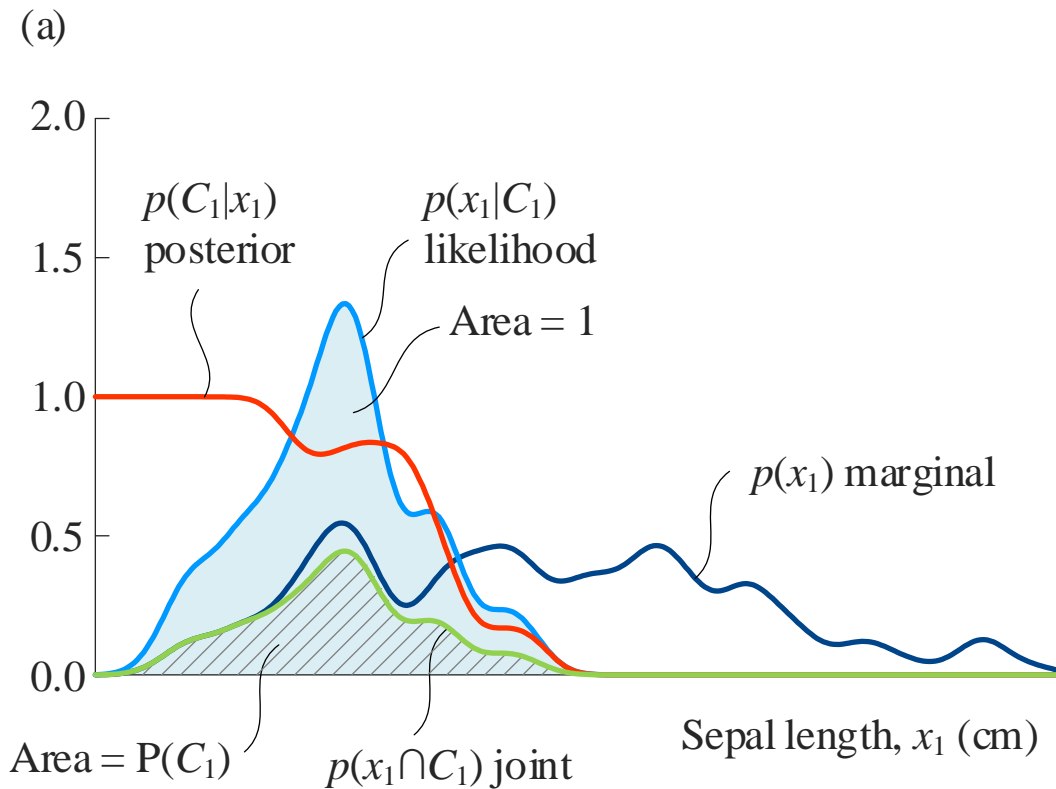 (a)
2.0
p(C₁|x₁)
posterior
p(x₁|C₁)
likelihood
1.5
Area = 1
1.0
p(x₁) marginal
0.5
0.0
Sepal length, x₁ (cm)
Area = P(C₁)
p(x₁∩C₁) joint